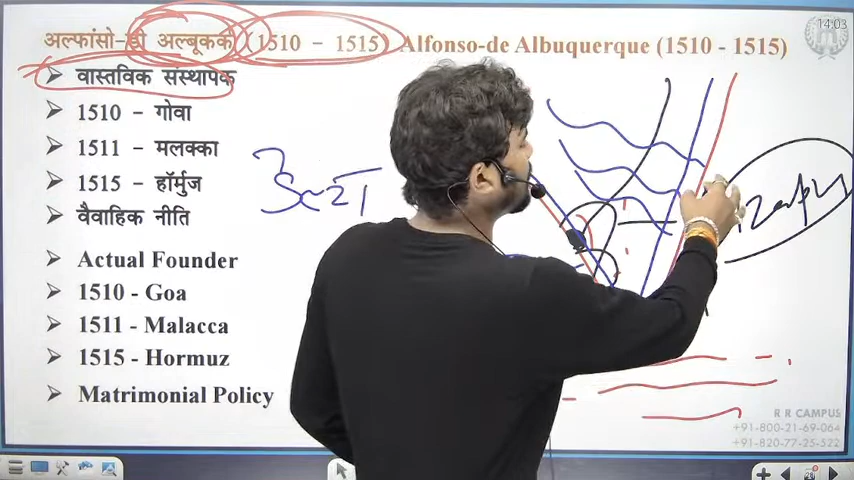 14:03
अल्फांसो-डी अल्बूकर्क (1510 – 1515) Alfonso-de Albuquerque (1510 - 1515)
वास्तविक संस्थापक
1510 – गोवा
1511 – मलक्का
1515 – हॉर्मुज
वैवाहिक नीति
Actual Founder
1510 - Goa
1511 - Malacca
1515 - Hormuz
Matrimonial Policy
R R CAMPUS
+91-800-21-69-064
+91-820-77-25-522